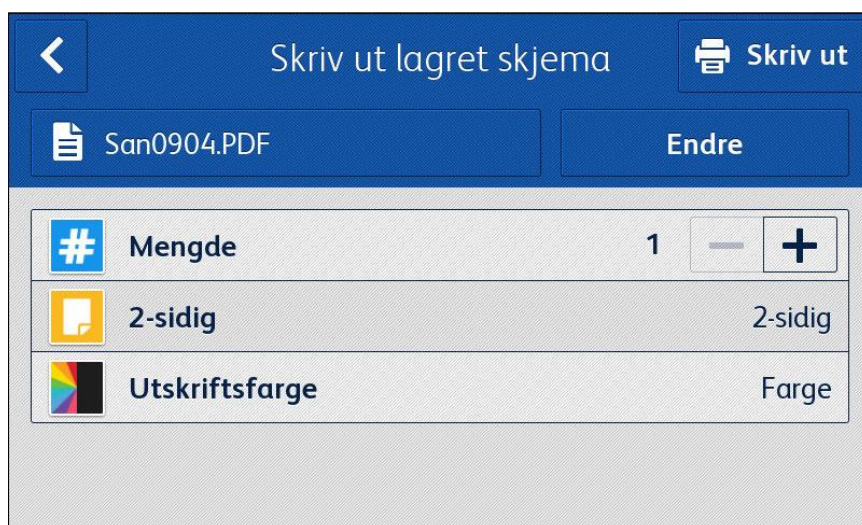 Skriv ut lagret skjema
Skriv ut
San0904.PDF
Endre
# Mengde 1 − +
2-sidig 2-sidig
Utskriftsfarge Farge